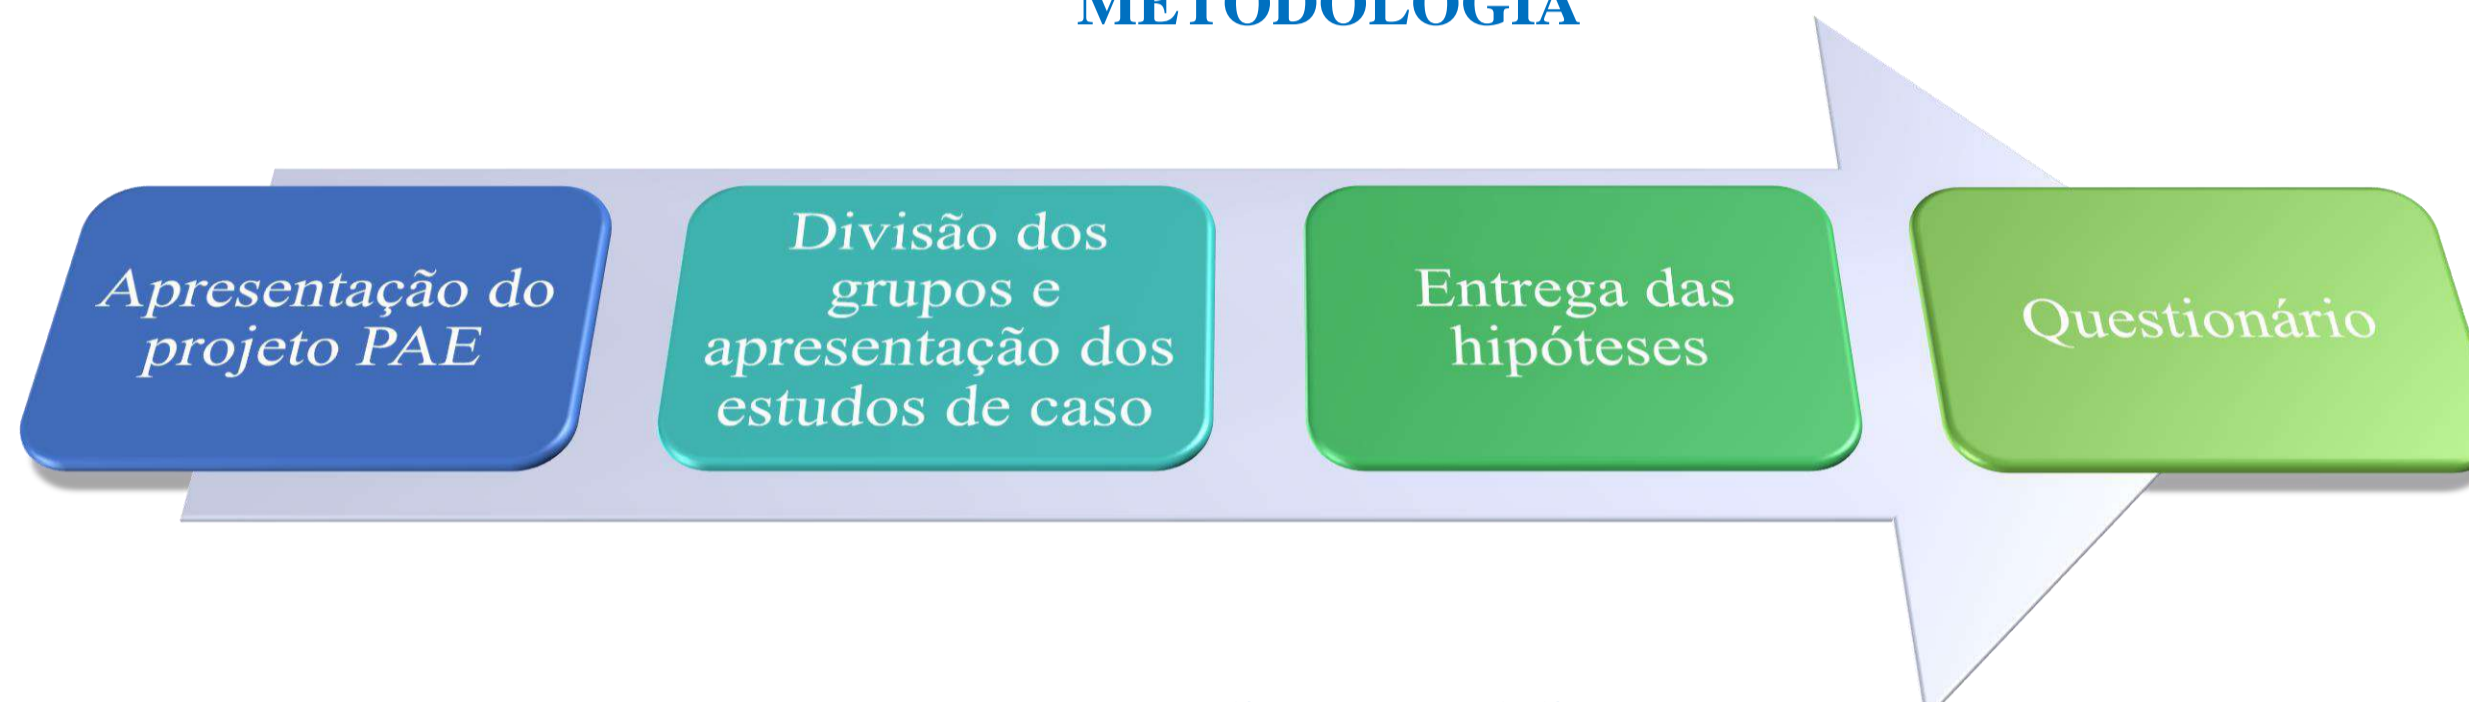 METODOLOGIA
Apresentação do
projeto PAE
Divisão dos
grupos e
apresentação dos
estudos de caso
Entrega das
hipóteses
Questionário